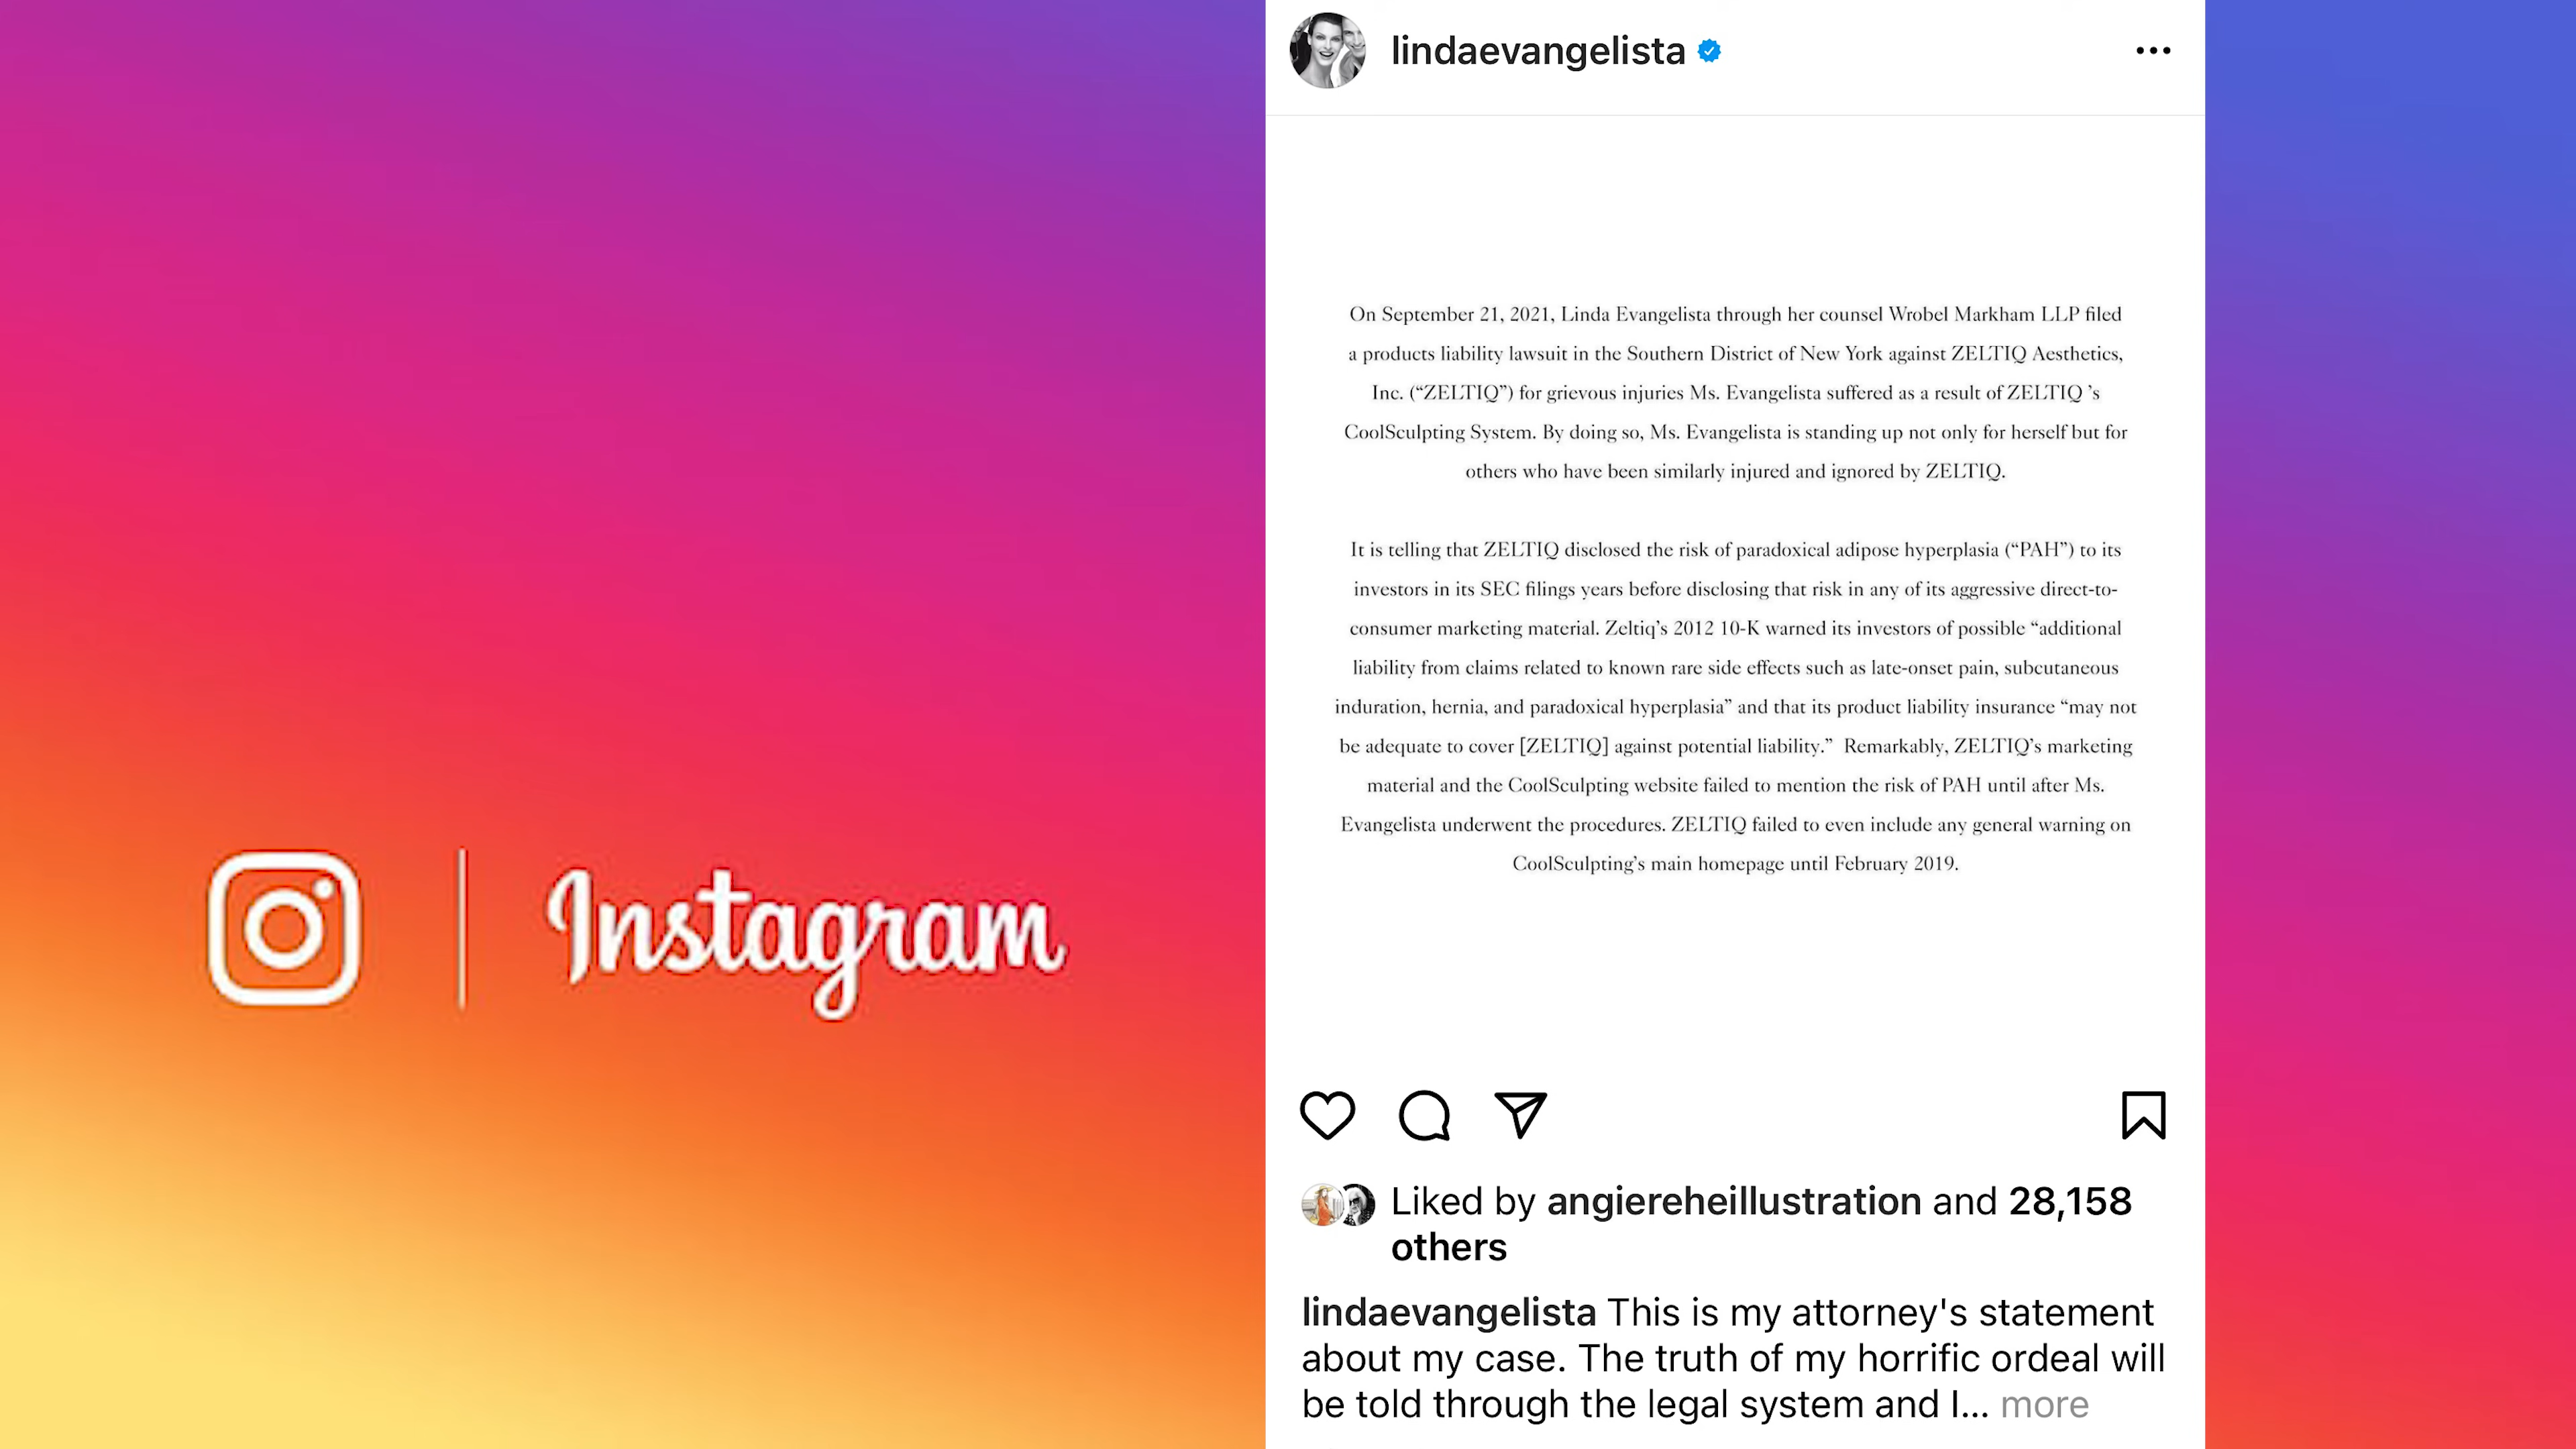 Instagram
lindaevangelista
On September 21, 2021, Linda Evangelista through her counsel Wrobel Markham LLP filed
a products liability lawsuit in the Southern District of New York against ZELTIQ Aesthetics,
Inc. (“ZELTIQ”) for grievous injuries Ms. Evangelista suffered as a result of ZELTIQ ’s
CoolSculpting System. By doing so, Ms. Evangelista is standing up not only for herself but for
others who have been similarly injured and ignored by ZELTIQ.
It is telling that ZELTIQ disclosed the risk of paradoxical adipose hyperplasia (“PAH”) to its
investors in its SEC filings years before disclosing that risk in any of its aggressive direct-to-
consumer marketing material. Zeltiq’s 2012 10-K warned its investors of possible “additional
liability from claims related to known rare side effects such as late-onset pain, subcutaneous
induration, hernia, and paradoxical hyperplasia” and that its product liability insurance “may not
be adequate to cover [ZELTIQ] against potential liability.” Remarkably, ZELTIQ’s marketing
material and the CoolSculpting website failed to mention the risk of PAH until after Ms.
Evangelista underwent the procedures. ZELTIQ failed to even include any general warning on
CoolSculpting’s main homepage until February 2019.
Liked by angiereheillustration and 28,158
others
lindaevangelista This is my attorney's statement
about my case. The truth of my horrific ordeal will
be told through the legal system and I... more